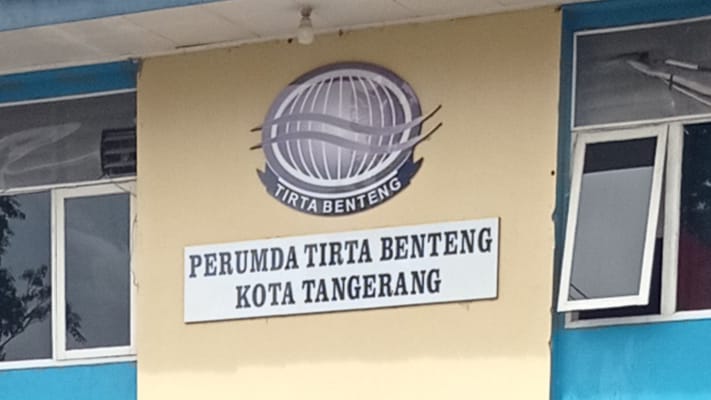 TIRTA BENTENG
PERUMDA TIRTA BENTENG
KOTA TANGERANG